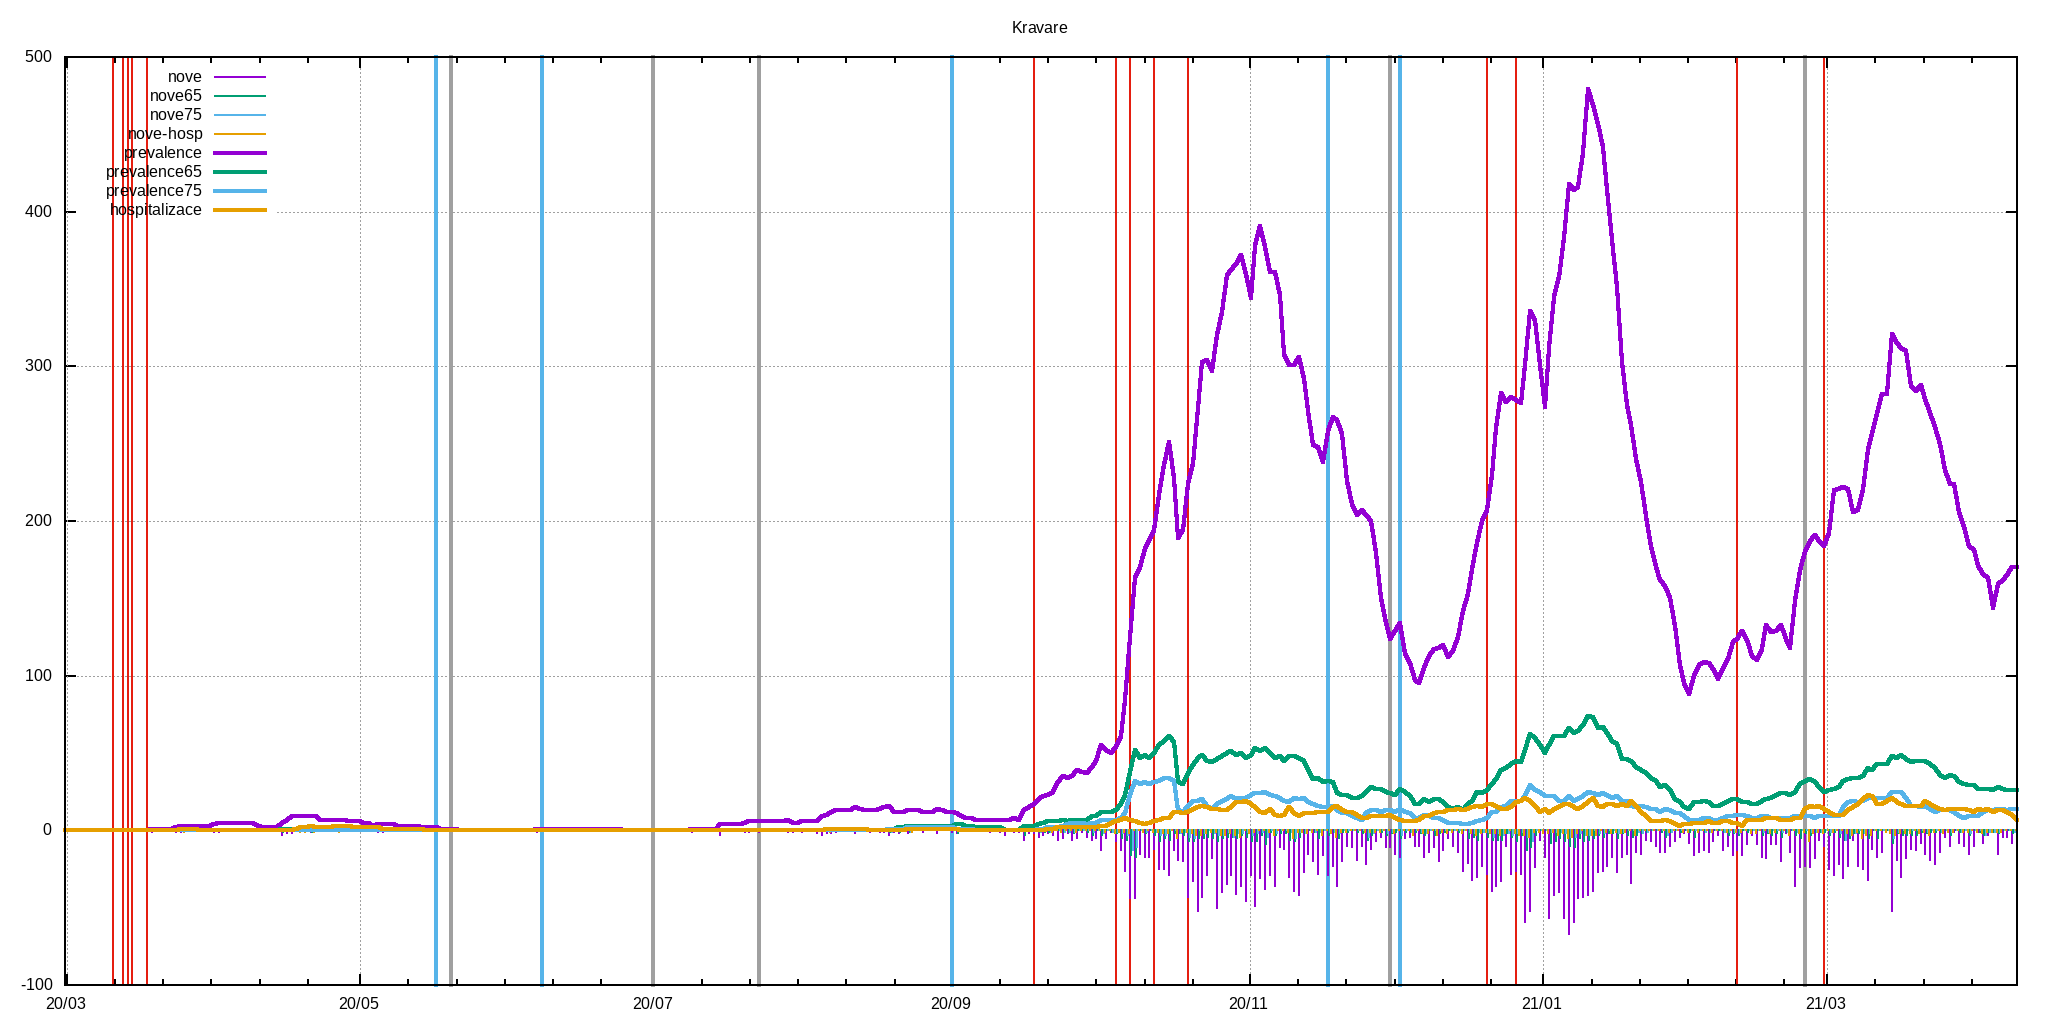 Kravare
500
400
300
200
100
0
-100
nove
nove65
nove75
nove-hosp
prevalence
prevalence65
prevalence75
hospitalizace
20/03 20/05 20/07 20/09 20/11 21/01 21/03